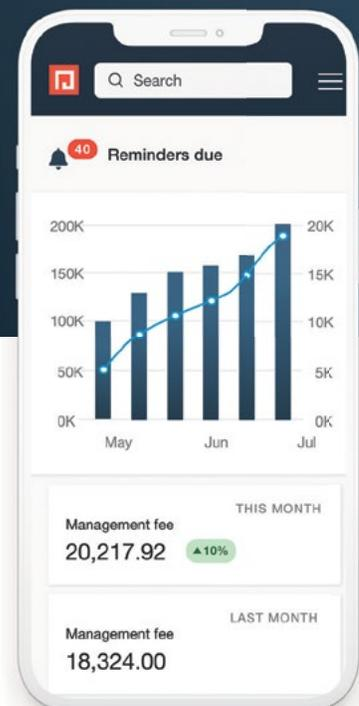 Search
40 Reminders due
200K 20K
150K 15K
100K 10K
50K 5K
0K 0K
May Jun Jul
THIS MONTH
Management fee
20,217.92 ▲10%
LAST MONTH
Management fee
18,324.00